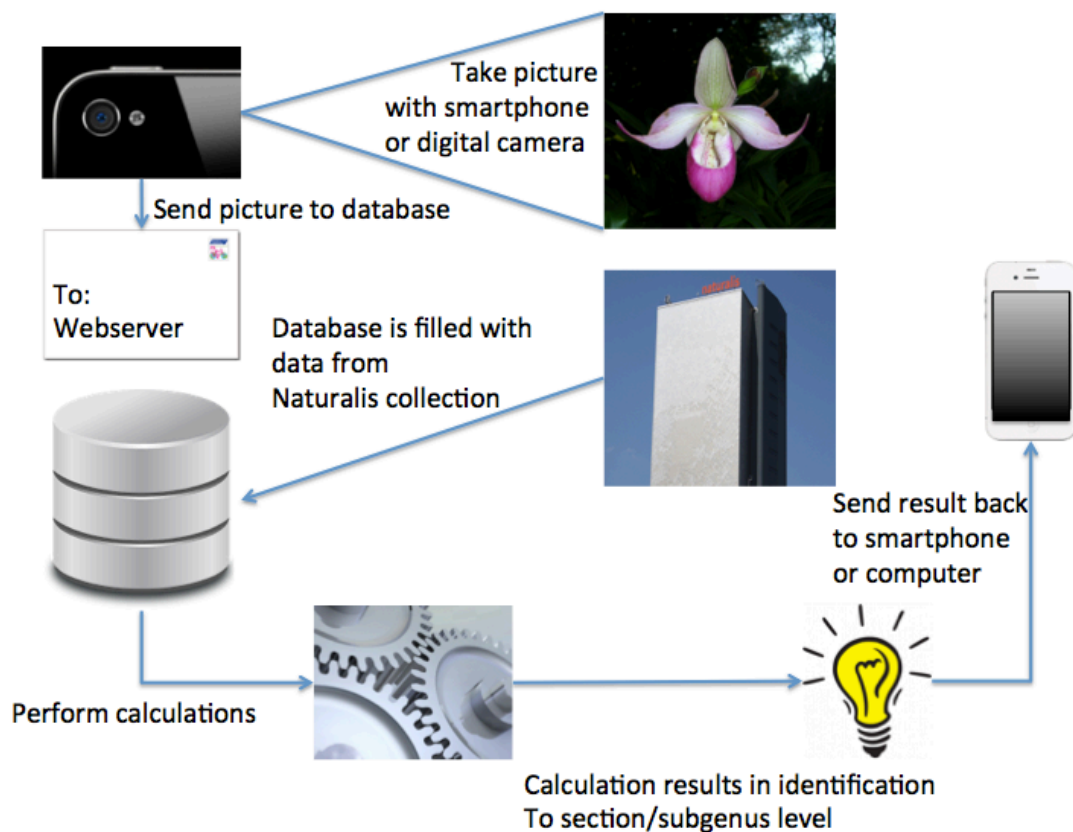 Take picture
with smartphone
or digital camera
Send picture to database
To:
Webserver
naturalis
Database is filled with
data from
Naturalis collection
Send result back
to smartphone
or computer
Perform calculations
Calculation results in identification
To section/subgenus level